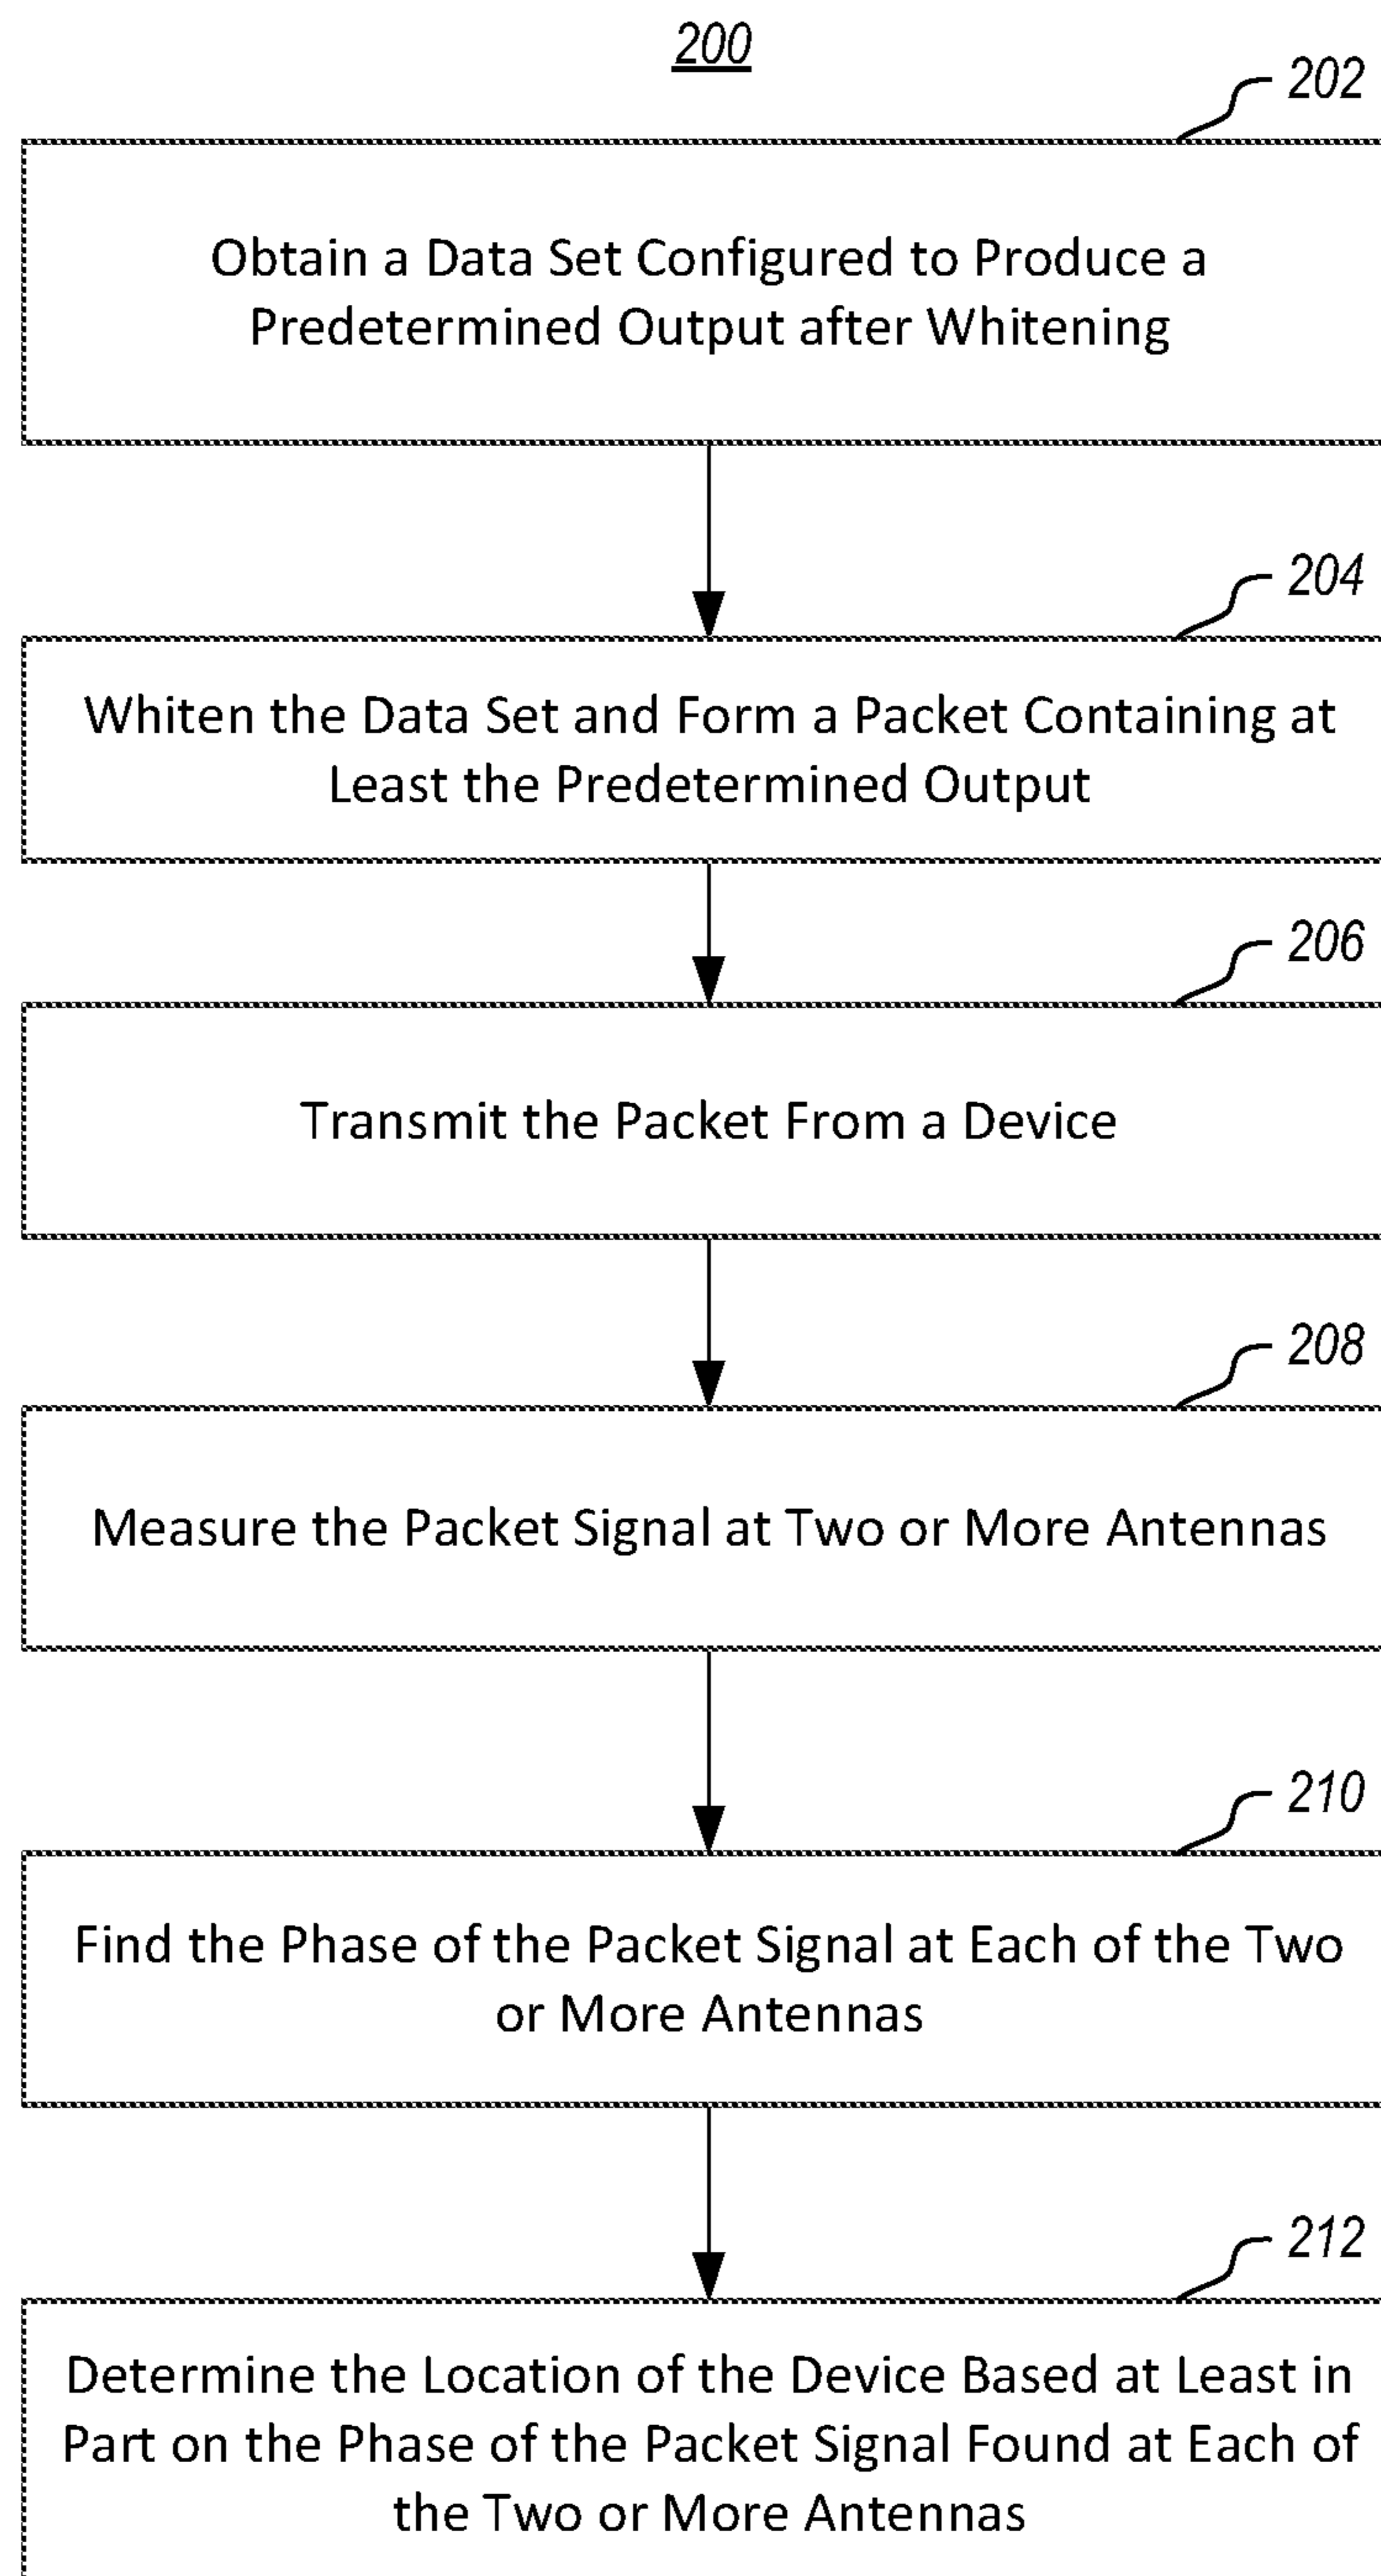 200
202
Obtain a Data Set Configured to Produce a
Predetermined Output after Whitening
204
Whiten the Data Set and Form a Packet Containing at
Least the Predetermined Output
206
Transmit the Packet From a Device
208
Measure the Packet Signal at Two or More Antennas
210
Find the Phase of the Packet Signal at Each of the Two
or More Antennas
212
Determine the Location of the Device Based at Least in
Part on the Phase of the Packet Signal Found at Each of
the Two or More Antennas